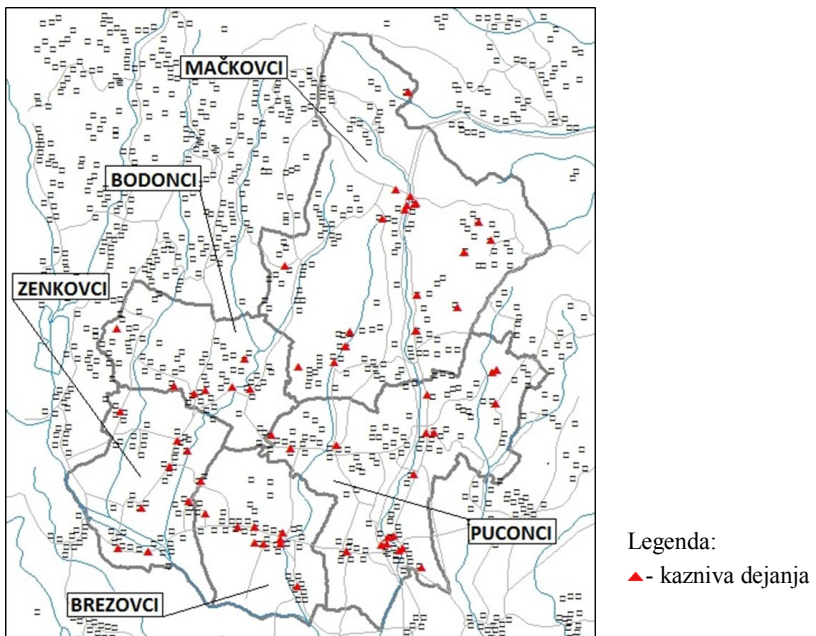 MAČKOVCI
BODONCI
ZENKOVCI
PUCONCI
BREZOVCI
Legenda:
- kazniva dejanja